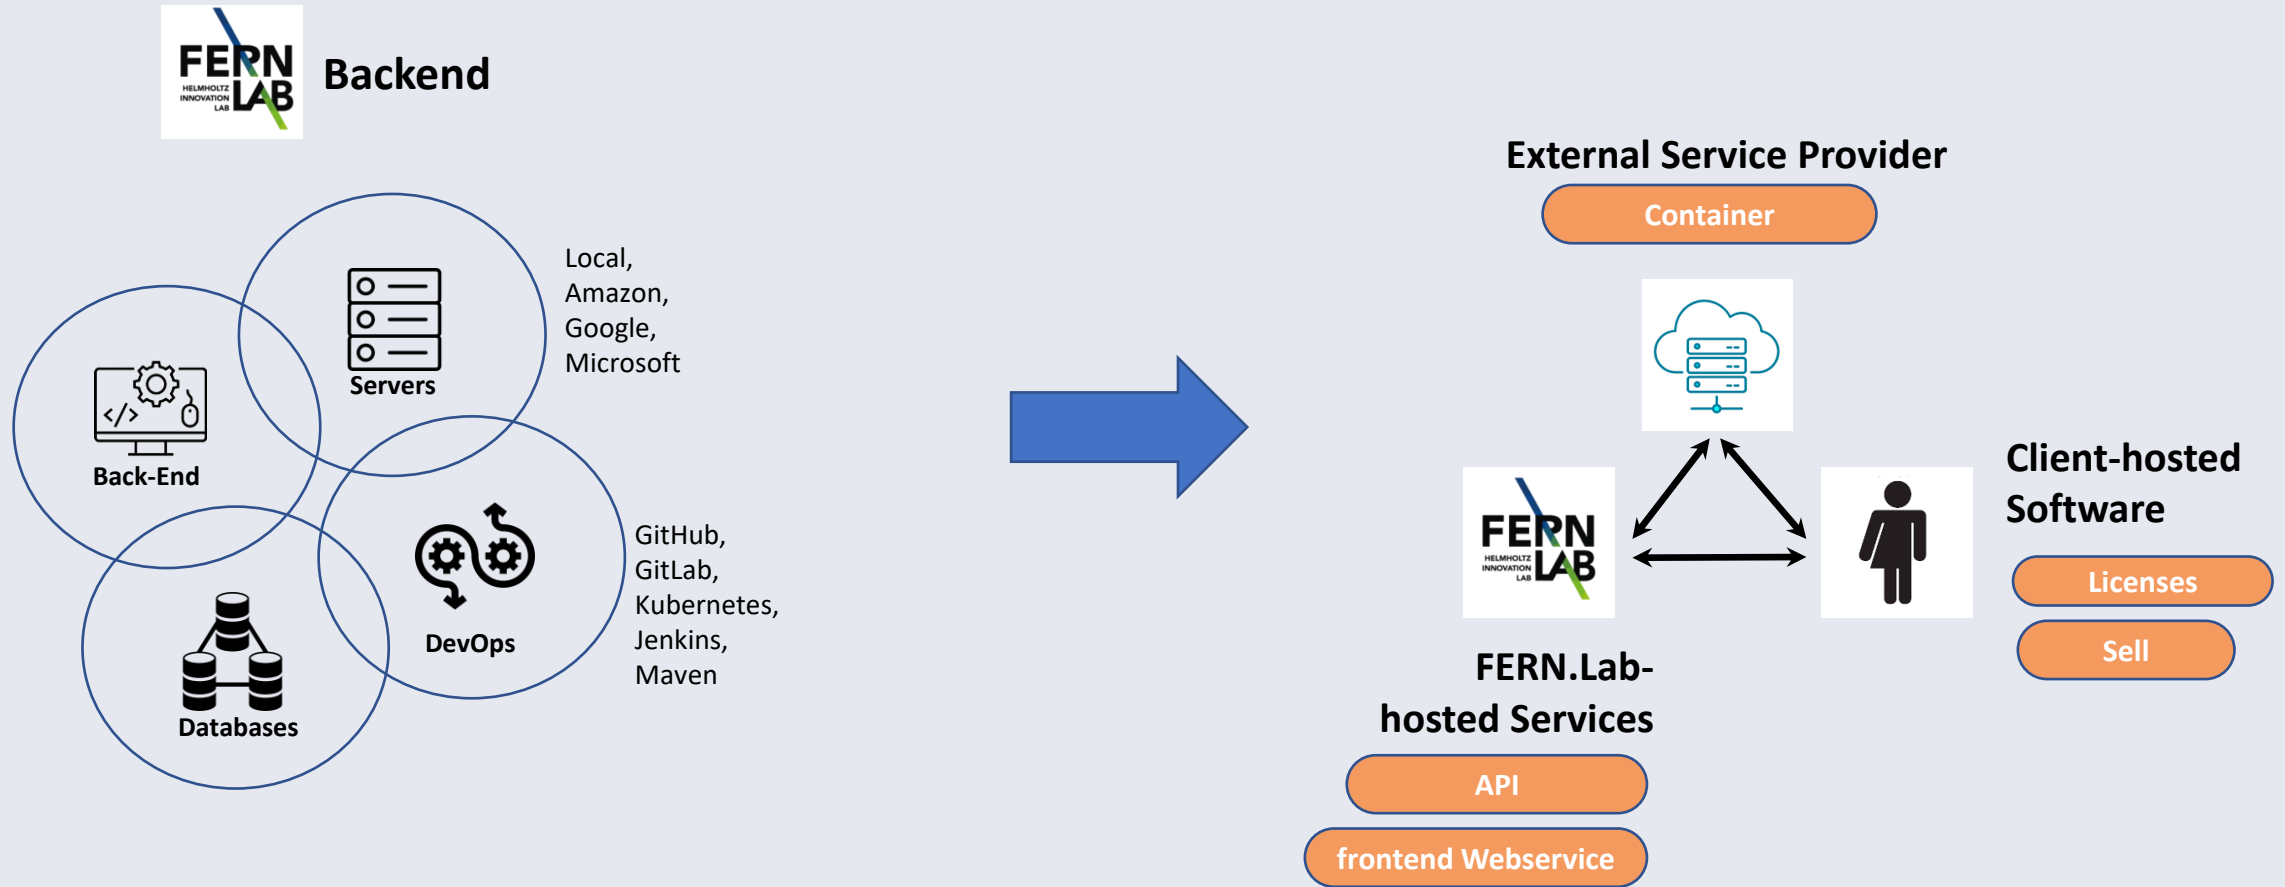 FERN
HELMHOLTZ
INNOVATION
LAB
LAB
Backend
Servers
Local,
Amazon,
Google,
Microsoft
</>
Back-End
DevOps
GitHub,
GitLab,
Kubernetes,
Jenkins,
Maven
Databases
External Service Provider
Container
FERN
HELMHOLTZ
INNOVATION
LAB
LAB
Client-hosted
Software
Licenses
Sell
FERN.Lab-
hosted Services
API
frontend Webservice